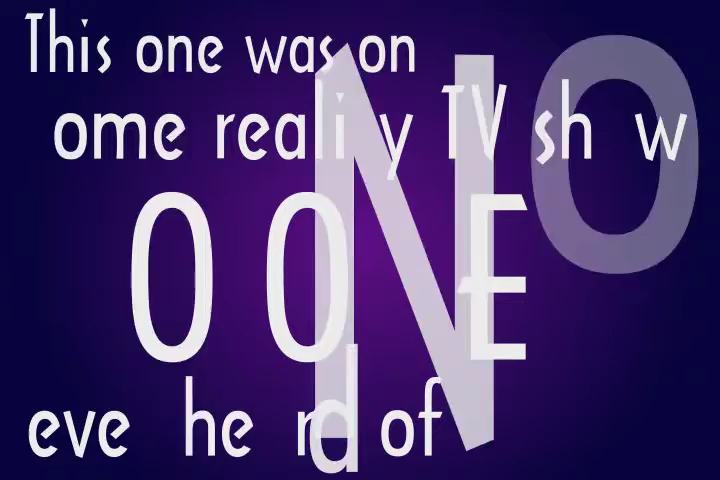 This one was on
ome reali y TV sh w
O O E
eve he rd of
N O